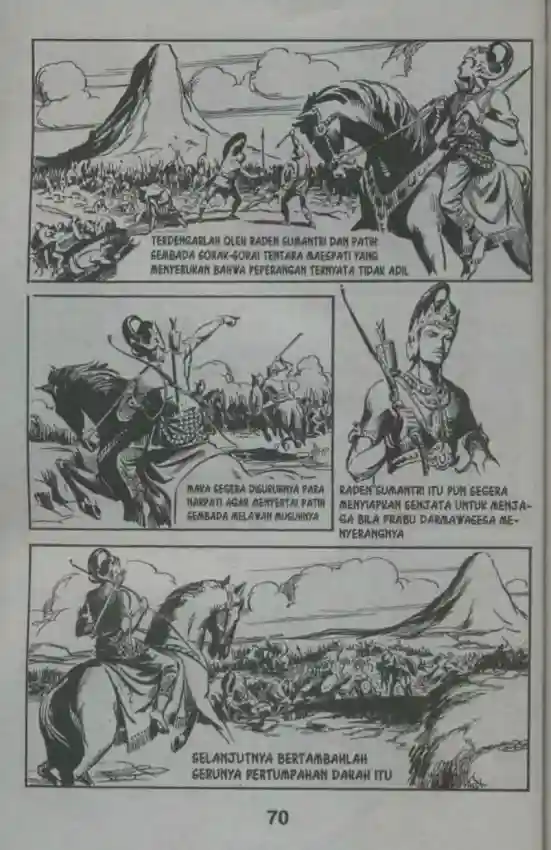 TERDENGARLAH OLEH RADEN SUMANTRI DAN PATIH
SEMBADA SORAK-SORAI TENTARA MAESPATI YANG
MENYERUKAN BAHWA PEPERANGAN TERNYATA TIDAK ADIL
MAKA SEGERA DISURUHNYA PARA
NARPATI AGAR MENYERTAI PATIH
SEMBADA MELAWAN MUSUHNYA
RADEN SUMANTRI ITU PUN SEGERA
MENYIAPKAN SENJATA UNTUK MENJA-
GA BILA PRABU DARMAWASESA ME-
NYERANGNYA
SELANJUTNYA BERTAMBAHLAH
SERUNYA PERTUMPAHAN DARAH ITU
70